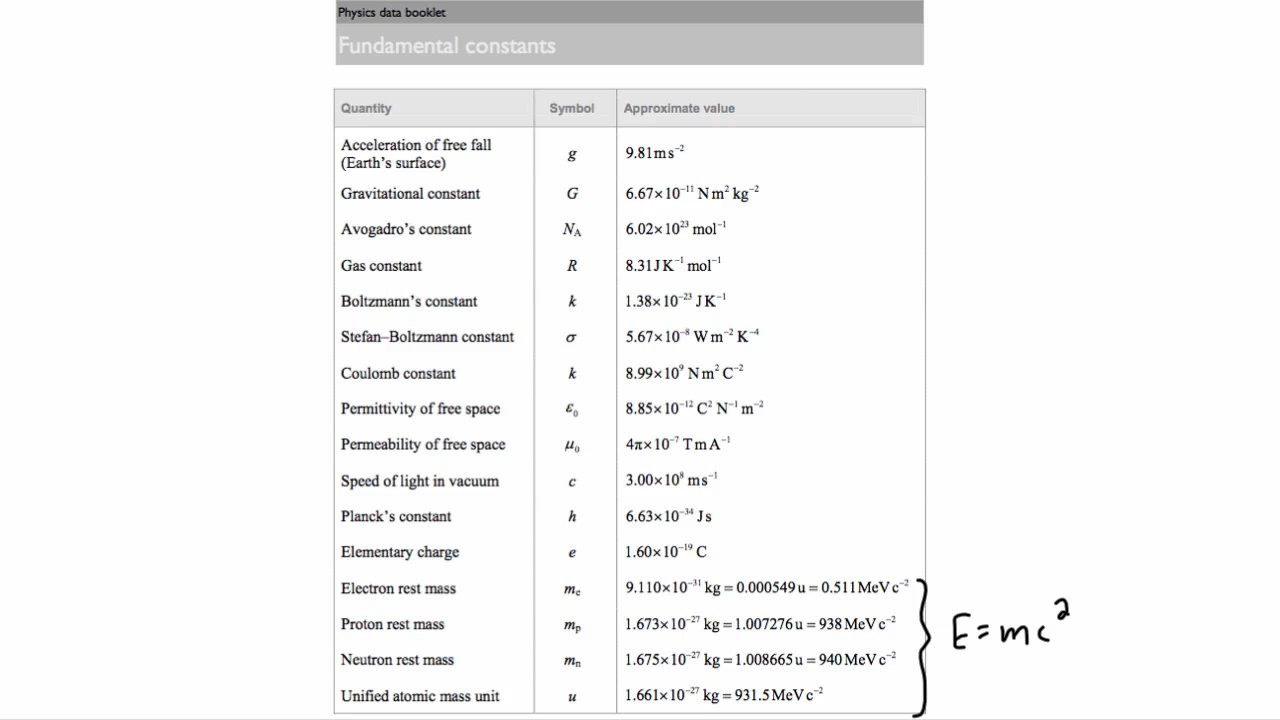 Physics data booklet
Fundamental constants
Quantity Symbol Approximate value
Acceleration of free fall
(Earth's surface) g 9.81 m s⁻²
Gravitational constant G 6.67×10⁻¹¹ N m² kg⁻²
Avogadro's constant N_A 6.02×10²³ mol⁻¹
Gas constant R 8.31 J K⁻¹ mol⁻¹
Boltzmann's constant k 1.38×10⁻²³ J K⁻¹
Stefan–Boltzmann constant σ 5.67×10⁻⁸ W m⁻² K⁻⁴
Coulomb constant k 8.99×10⁹ N m² C⁻²
Permittivity of free space ε₀ 8.85×10⁻¹² C² N⁻¹ m⁻²
Permeability of free space μ₀ 4π×10⁻⁷ T m A⁻¹
Speed of light in vacuum c 3.00×10⁸ m s⁻¹
Planck's constant h 6.63×10⁻³⁴ J s
Elementary charge e 1.60×10⁻¹⁹ C
Electron rest mass mₑ 9.110×10⁻³¹ kg = 0.000549 u = 0.511 MeV c⁻²
Proton rest mass mₚ 1.673×10⁻²⁷ kg = 1.007276 u = 938 MeV c⁻²
E = mc²
Neutron rest mass mₙ 1.675×10⁻²⁷ kg = 1.008665 u = 940 MeV c⁻²
Unified atomic mass unit u 1.661×10⁻²⁷ kg = 931.5 MeV c⁻²